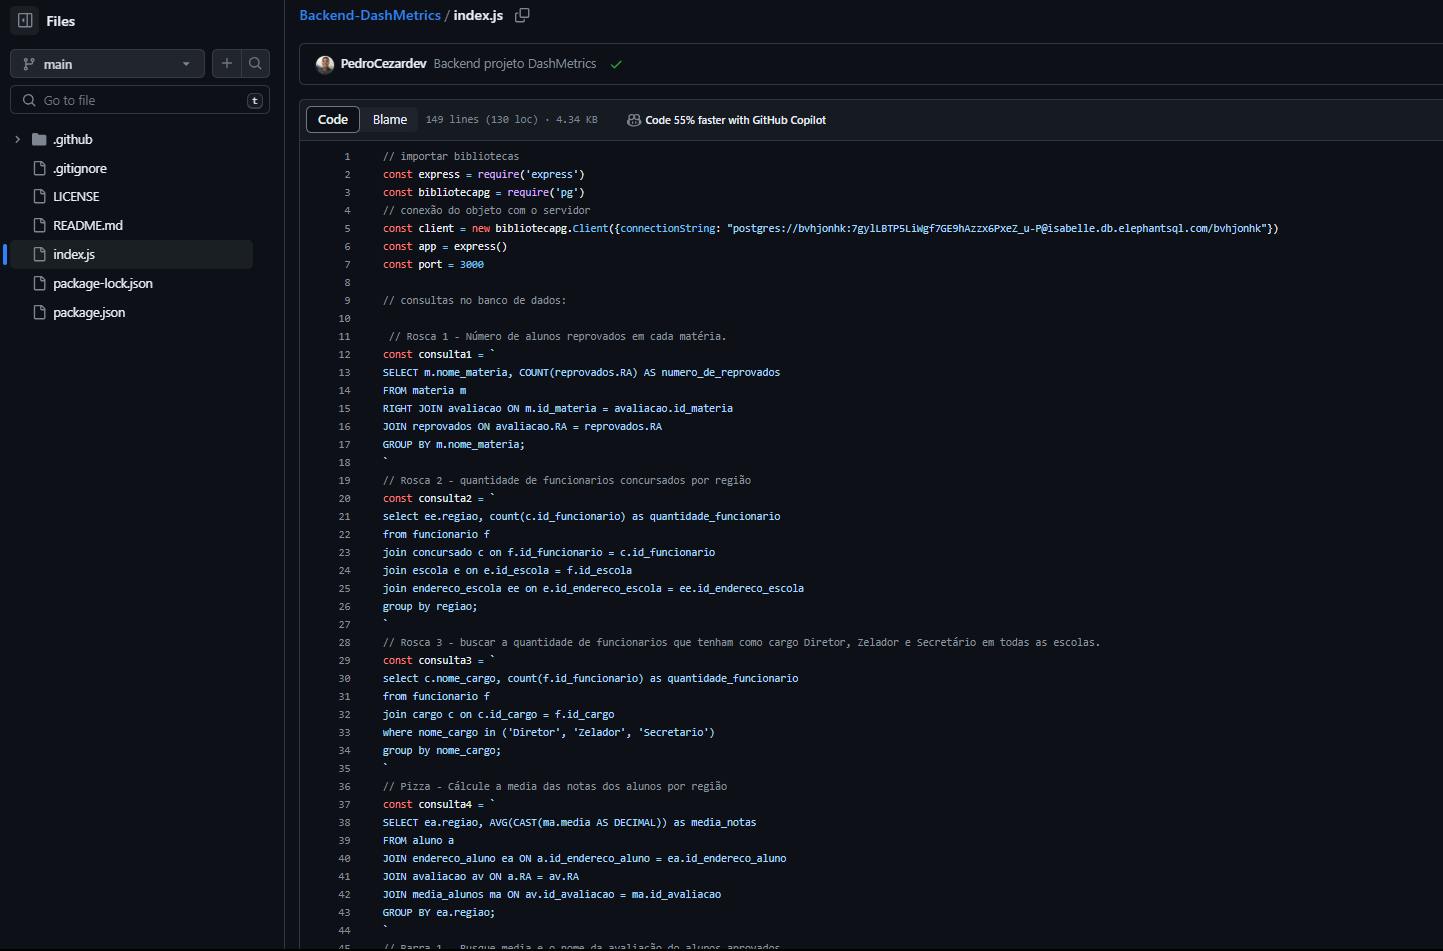 Files
main
Go to file
t
.github
.gitignore
LICENSE
README.md
index.js
package-lock.json
package.json
Backend-DashMetrics / index.js
PedroCezardev Backend projeto DashMetrics
Code Blame 149 lines (130 loc) · 4.34 KB Code 55% faster with GitHub Copilot
1 // importar bibliotecas
2 const express = require('express')
3 const bibliotecapg = require('pg')
4 // conexão do objeto com o servidor
5 const client = new bibliotecapg.Client({connectionString: "postgres://bvhjonhk:7gylLBTP5LiWgf7GE9hAzzx6PxeZ_u-P@isabelle.db.elephantsql.com/bvhjonhk"})
6 const app = express()
7 const port = 3000
8
9 // consultas no banco de dados:
10
11 // Rosca 1 - Número de alunos reprovados em cada matéria.
12 const consulta1 = `
13 SELECT m.nome_materia, COUNT(reprovados.RA) AS numero_de_reprovados
14 FROM materia m
15 RIGHT JOIN avaliacao ON m.id_materia = avaliacao.id_materia
16 JOIN reprovados ON avaliacao.RA = reprovados.RA
17 GROUP BY m.nome_materia;
18 `
19 // Rosca 2 - quantidade de funcionarios concursados por região
20 const consulta2 = `
21 select ee.regiao, count(c.id_funcionario) as quantidade_funcionario
22 from funcionario f
23 join concursado c on f.id_funcionario = c.id_funcionario
24 join escola e on e.id_escola = f.id_escola
25 join endereco_escola ee on e.id_endereco_escola = ee.id_endereco_escola
26 group by regiao;
27 `
28 // Rosca 3 - buscar a quantidade de funcionarios que tenham como cargo Diretor, Zelador e Secretário em todas as escolas.
29 const consulta3 = `
30 select c.nome_cargo, count(f.id_funcionario) as quantidade_funcionario
31 from funcionario f
32 join cargo c on c.id_cargo = f.id_cargo
33 where nome_cargo in ('Diretor', 'Zelador', 'Secretario')
34 group by nome_cargo;
35 `
36 // Pizza - Cálcule a media das notas dos alunos por região
37 const consulta4 = `
38 SELECT ea.regiao, AVG(CAST(ma.media AS DECIMAL)) as media_notas
39 FROM aluno a
40 JOIN endereco_aluno ea ON a.id_endereco_aluno = ea.id_endereco_aluno
41 JOIN avaliacao av ON a.RA = av.RA
42 JOIN media_alunos ma ON av.id_avaliacao = ma.id_avaliacao
43 GROUP BY ea.regiao;
44 `
45 // Barra 1 - Busque media e o nome da avaliação do alunos aprovados